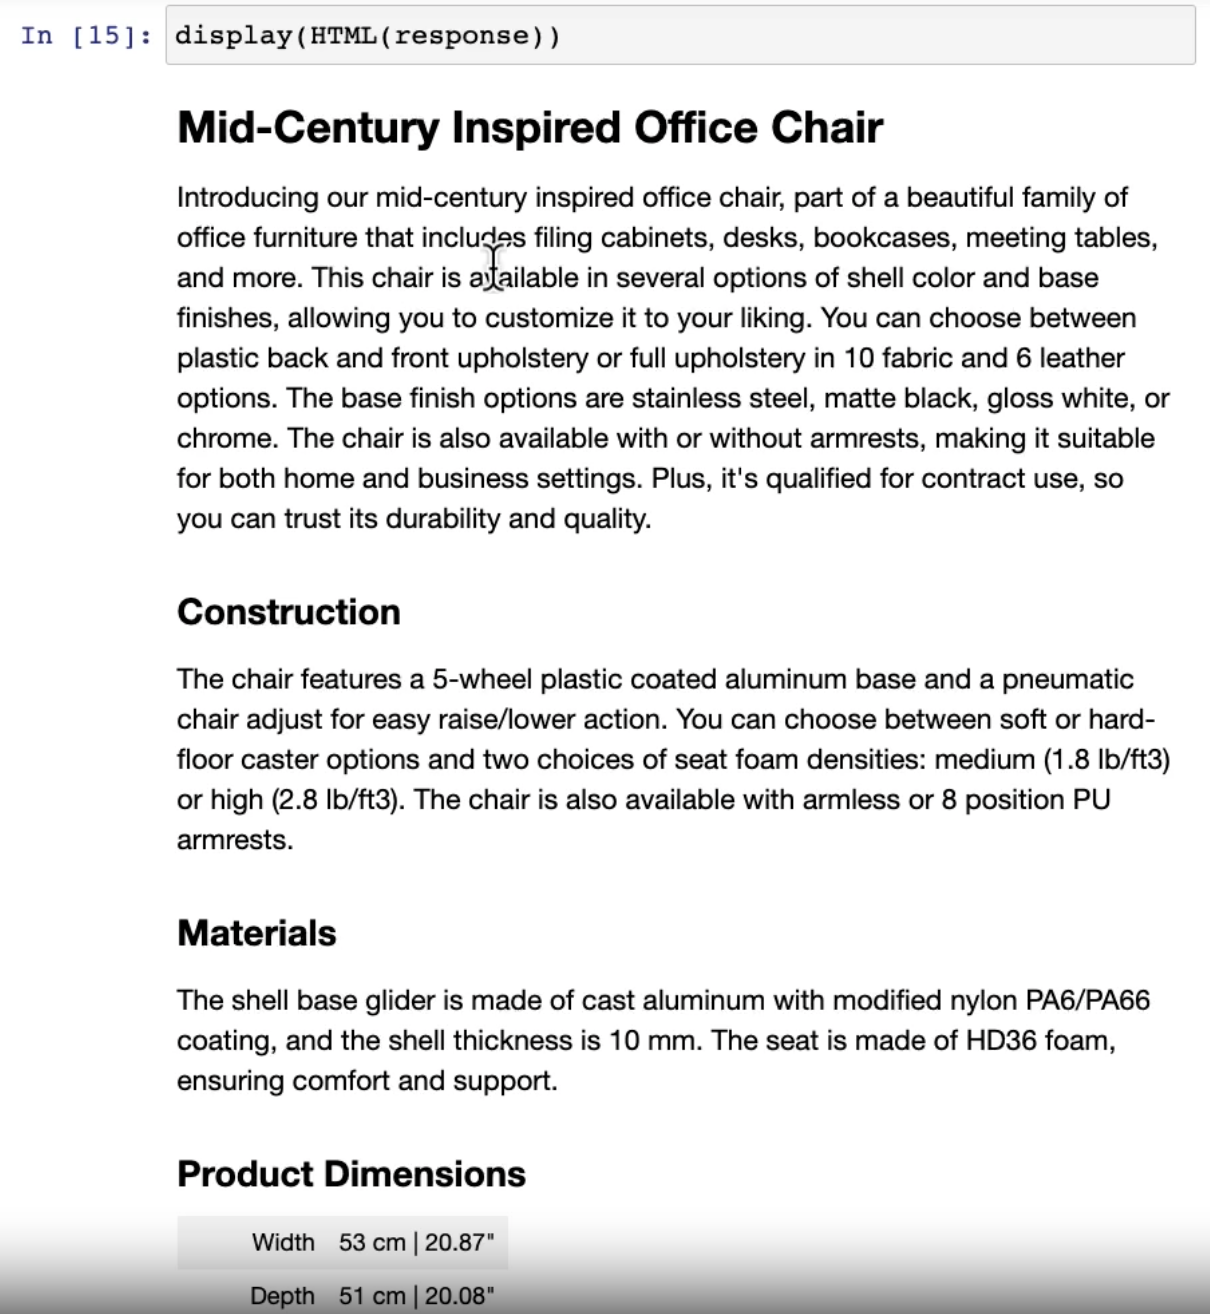 In [15]: display(HTML(response))
Mid-Century Inspired Office Chair
Introducing our mid-century inspired office chair, part of a beautiful family of
office furniture that includes filing cabinets, desks, bookcases, meeting tables,
and more. This chair is available in several options of shell color and base
finishes, allowing you to customize it to your liking. You can choose between
plastic back and front upholstery or full upholstery in 10 fabric and 6 leather
options. The base finish options are stainless steel, matte black, gloss white, or
chrome. The chair is also available with or without armrests, making it suitable
for both home and business settings. Plus, it's qualified for contract use, so
you can trust its durability and quality.
Construction
The chair features a 5-wheel plastic coated aluminum base and a pneumatic
chair adjust for easy raise/lower action. You can choose between soft or hard-
floor caster options and two choices of seat foam densities: medium (1.8 lb/ft3)
or high (2.8 lb/ft3). The chair is also available with armless or 8 position PU
armrests.
Materials
The shell base glider is made of cast aluminum with modified nylon PA6/PA66
coating, and the shell thickness is 10 mm. The seat is made of HD36 foam,
ensuring comfort and support.
Product Dimensions
Width 53 cm | 20.87"
Depth 51 cm | 20.08"